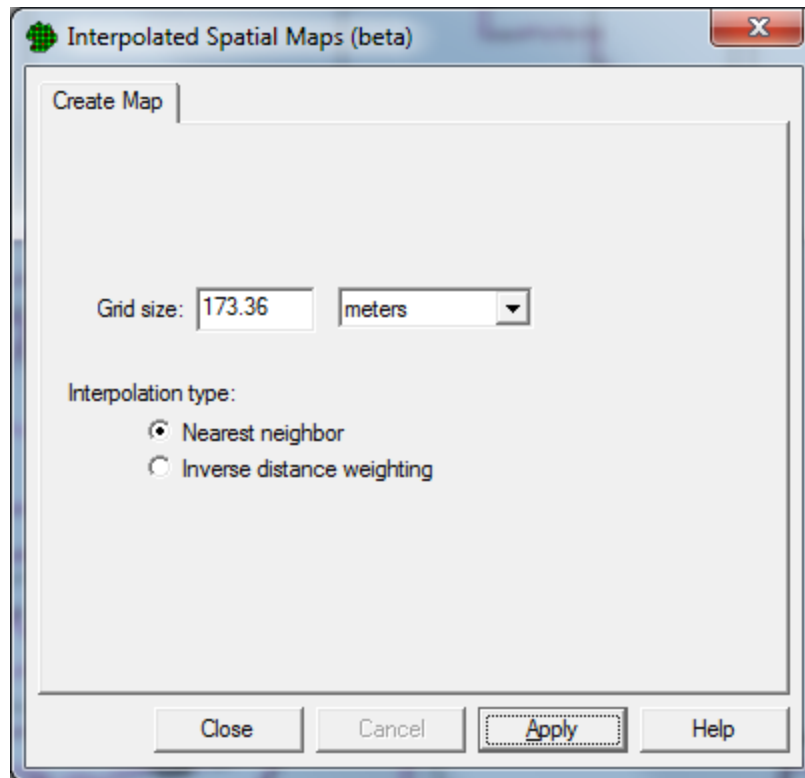 Interpolated Spatial Maps (beta)
Create Map
Grid size: 173.36 meters
Interpolation type:
Nearest neighbor
Inverse distance weighting
Close Cancel Apply Help